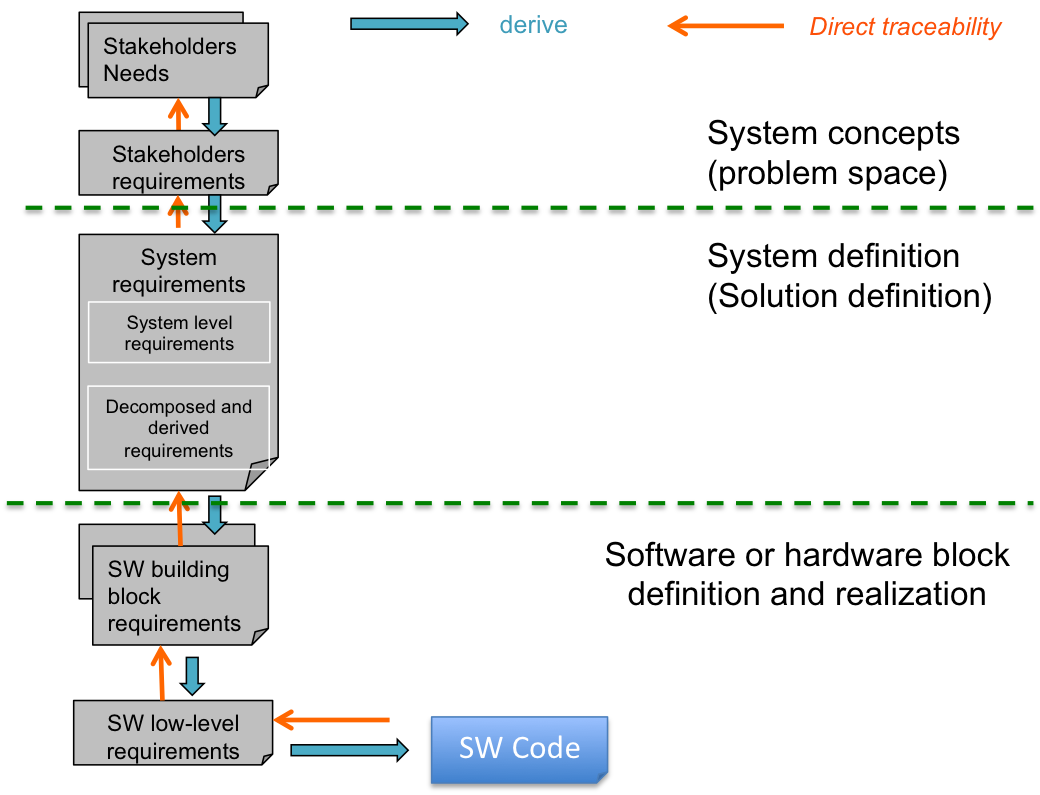 Stakeholders
Needs
derive
Direct traceability
Stakeholders
requirements
System concepts
(problem space)
System
requirements
System level
requirements
Decomposed and
derived
requirements
System definition
(Solution definition)
SW building
block
requirements
Software or hardware block
definition and realization
SW low-level
requirements
SW Code